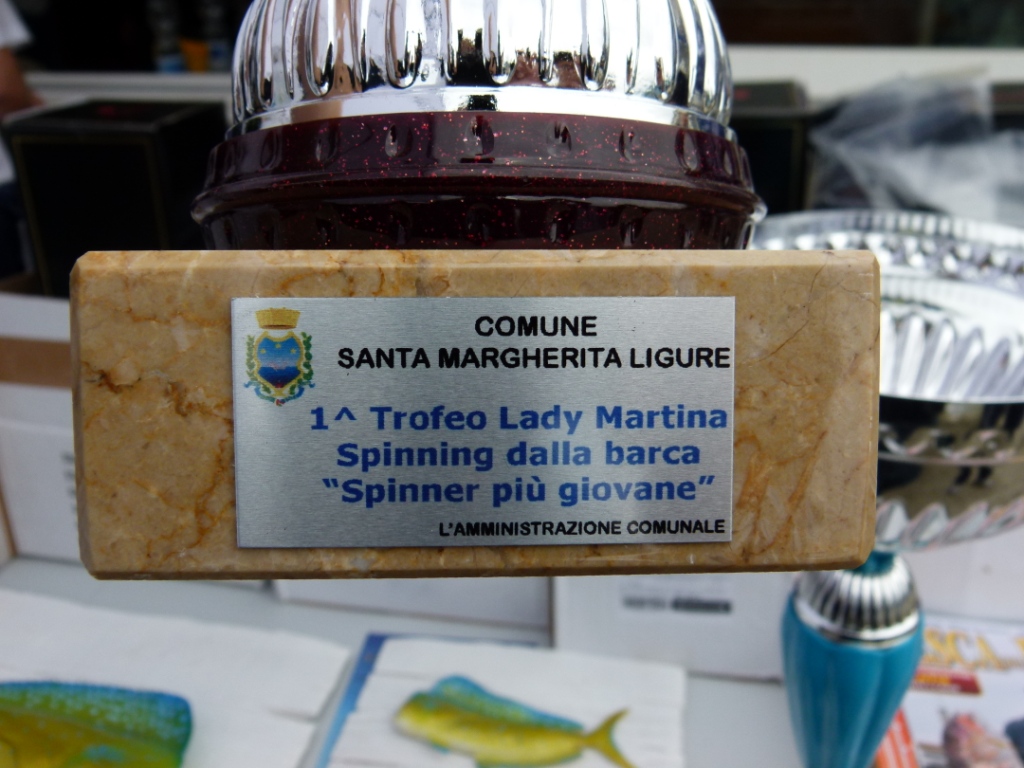 COMUNE
SANTA MARGHERITA LIGURE
1^ Trofeo Lady Martina
Spinning dalla barca
“Spinner più giovane”
L'AMMINISTRAZIONE COMUNALE